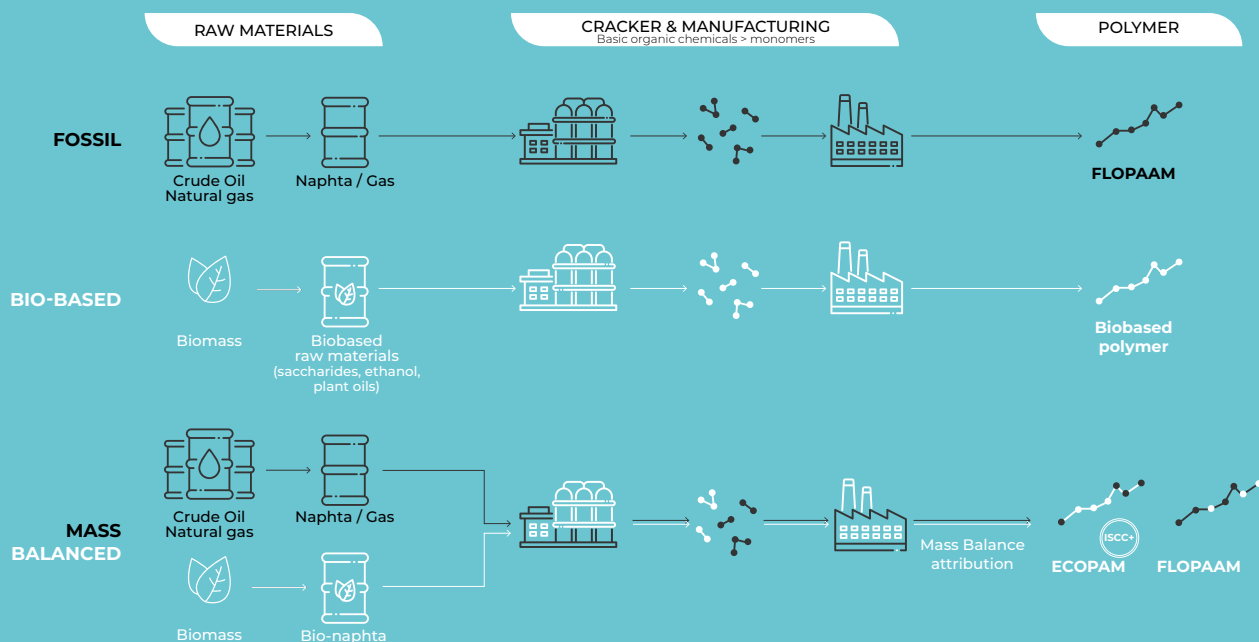 RAW MATERIALS
CRACKER & MANUFACTURING
Basic organic chemicals > monomers
POLYMER
FOSSIL
Crude Oil
Natural gas
Naphta / Gas
FLOPAAM
BIO-BASED
Biomass
Biobased
raw materials
(saccharides, ethanol,
plant oils)
Biobased
polymer
MASS
BALANCED
Crude Oil
Natural gas
Naphta / Gas
Biomass
Bio-naphta
Mass Balance
attribution
ISCC+
ECOPAM
FLOPAAM